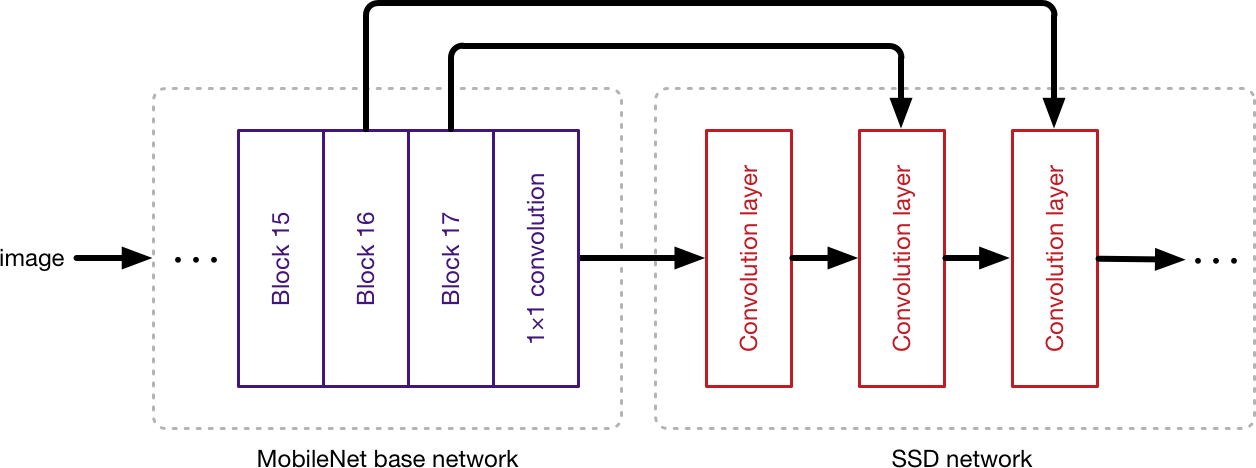 image
. . .
Block 15
Block 16
Block 17
1×1 convolution
Convolution layer
Convolution layer
Convolution layer
. . .
MobileNet base network
SSD network